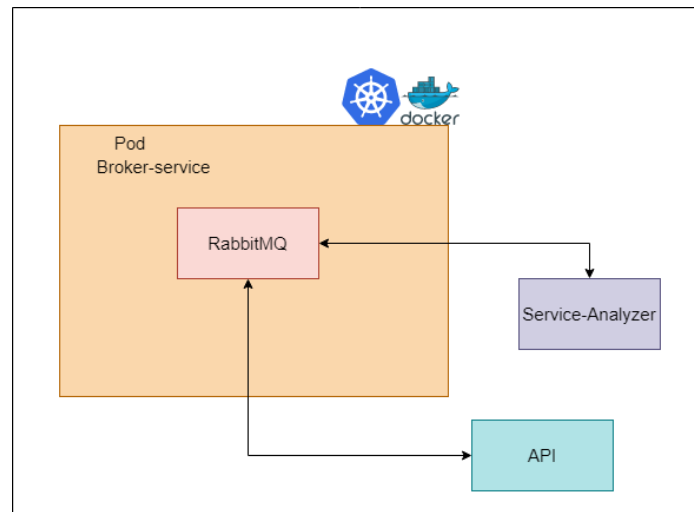 docker
Pod
Broker-service
RabbitMQ
Service-Analyzer
API